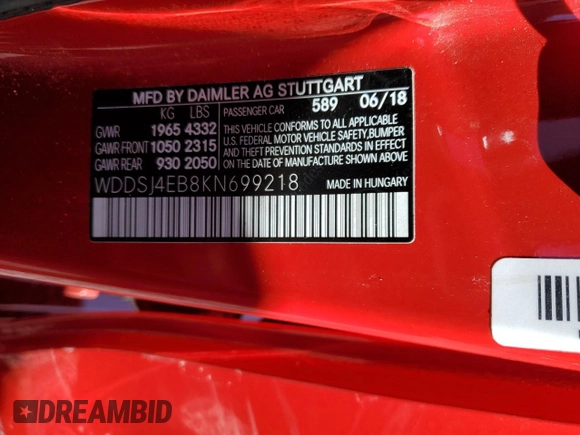 MFD BY DAIMLER AG STUTTGART
KG LBS PASSENGER CAR 589 06/18
GVWR 1965 4332 THIS VEHICLE CONFORMS TO ALL APPLICABLE
GAWR FRONT 1050 2315 U.S. FEDERAL MOTOR VEHICLE SAFETY,BUMPER
GAWR REAR 930 2050 AND THEFT PREVENTION STANDARDS IN EFFECT
ON THE DATE OF MANUFACTURE SHOWN ABOVE
WDDSJ4EB8KN699218 MADE IN HUNGARY
DREAMBID